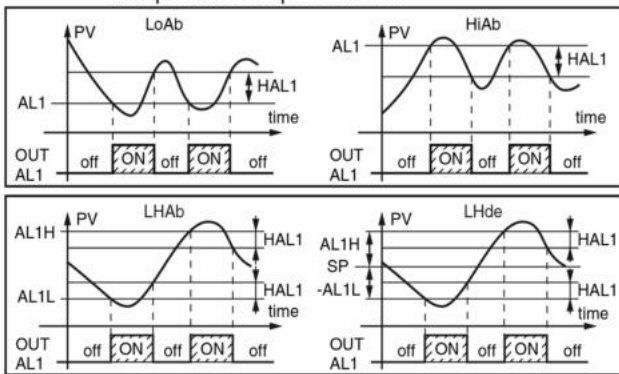 PV
LoAb
HAL1
AL1
time
OUT
AL1
off
ON
off
ON
off
PV
HiAb
AL1
HAL1
time
OUT
AL1
off
ON
off
ON
off
PV
LHAb
AL1H
HAL1
AL1L
HAL1
time
OUT
AL1
off
ON
off
ON
off
PV
LHde
AL1H
HAL1
SP
-AL1L
HAL1
time
OUT
AL1
off
ON
off
ON
off